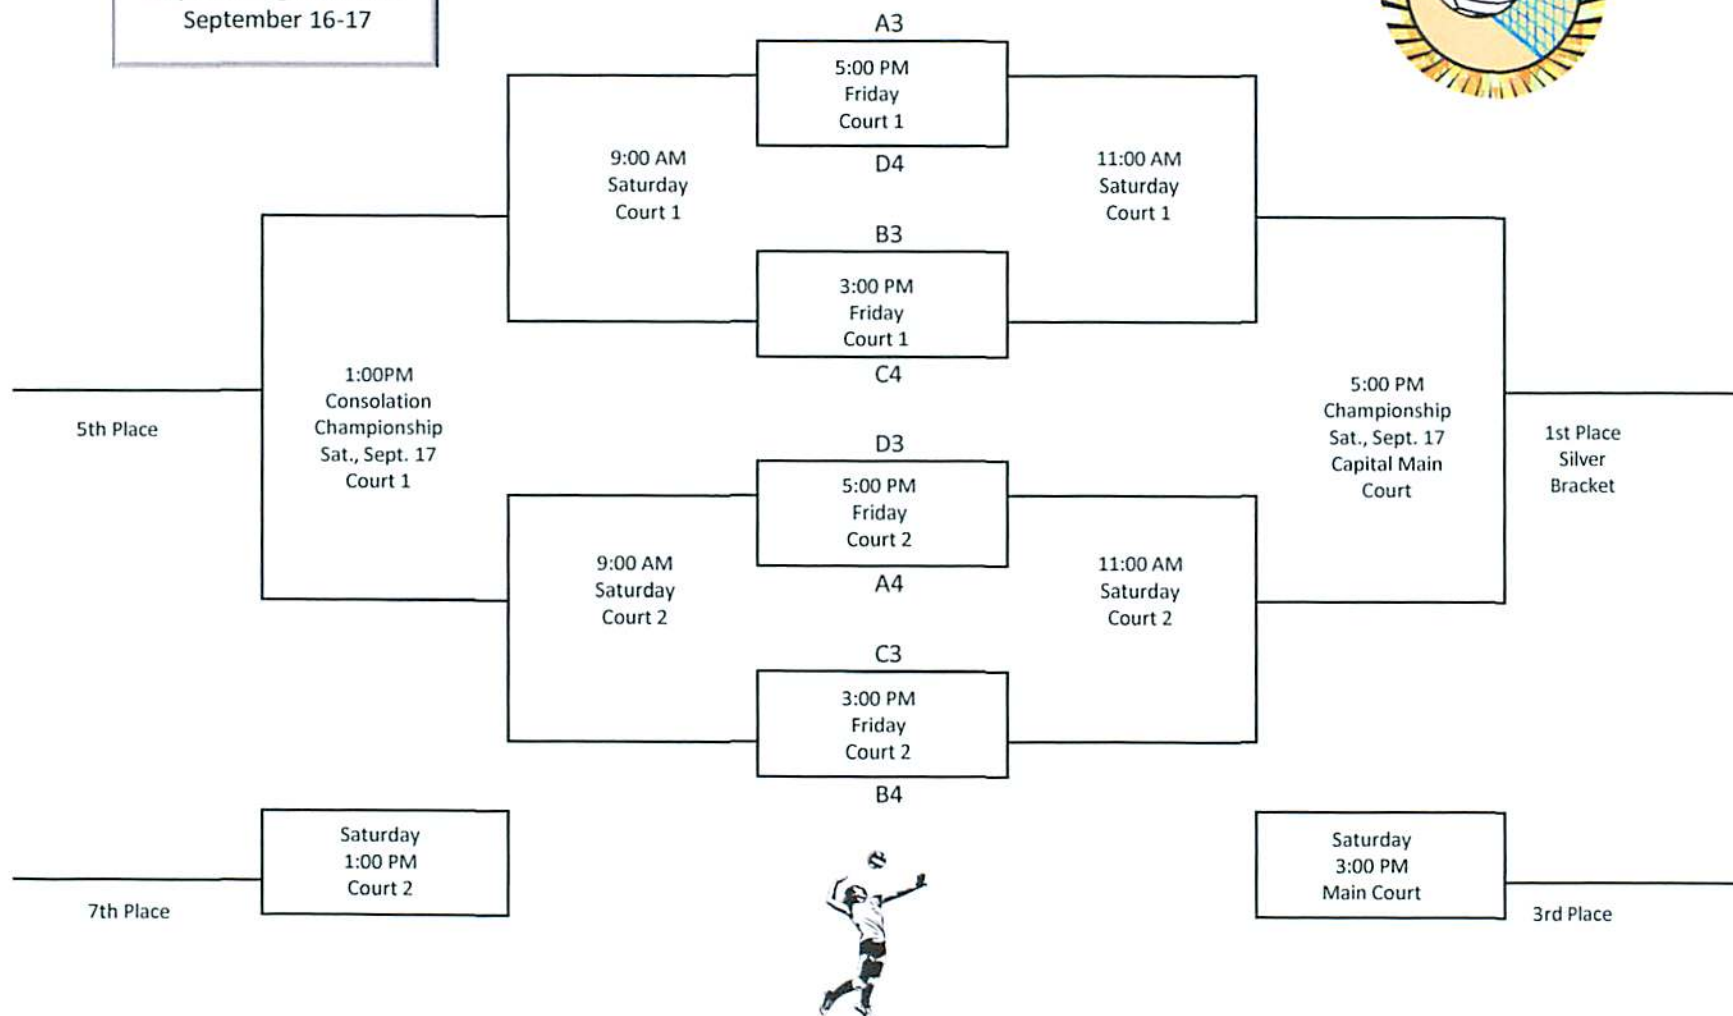 September 16-17
A3
5:00 PM
Friday
Court 1
D4
9:00 AM
Saturday
Court 1
11:00 AM
Saturday
Court 1
B3
3:00 PM
Friday
Court 1
C4
1:00PM
Consolation
Championship
Sat., Sept. 17
Court 1
5th Place
5:00 PM
Championship
Sat., Sept. 17
Capital Main
Court
1st Place
Silver
Bracket
D3
5:00 PM
Friday
Court 2
A4
9:00 AM
Saturday
Court 2
11:00 AM
Saturday
Court 2
C3
3:00 PM
Friday
Court 2
B4
Saturday
1:00 PM
Court 2
7th Place
Saturday
3:00 PM
Main Court
3rd Place